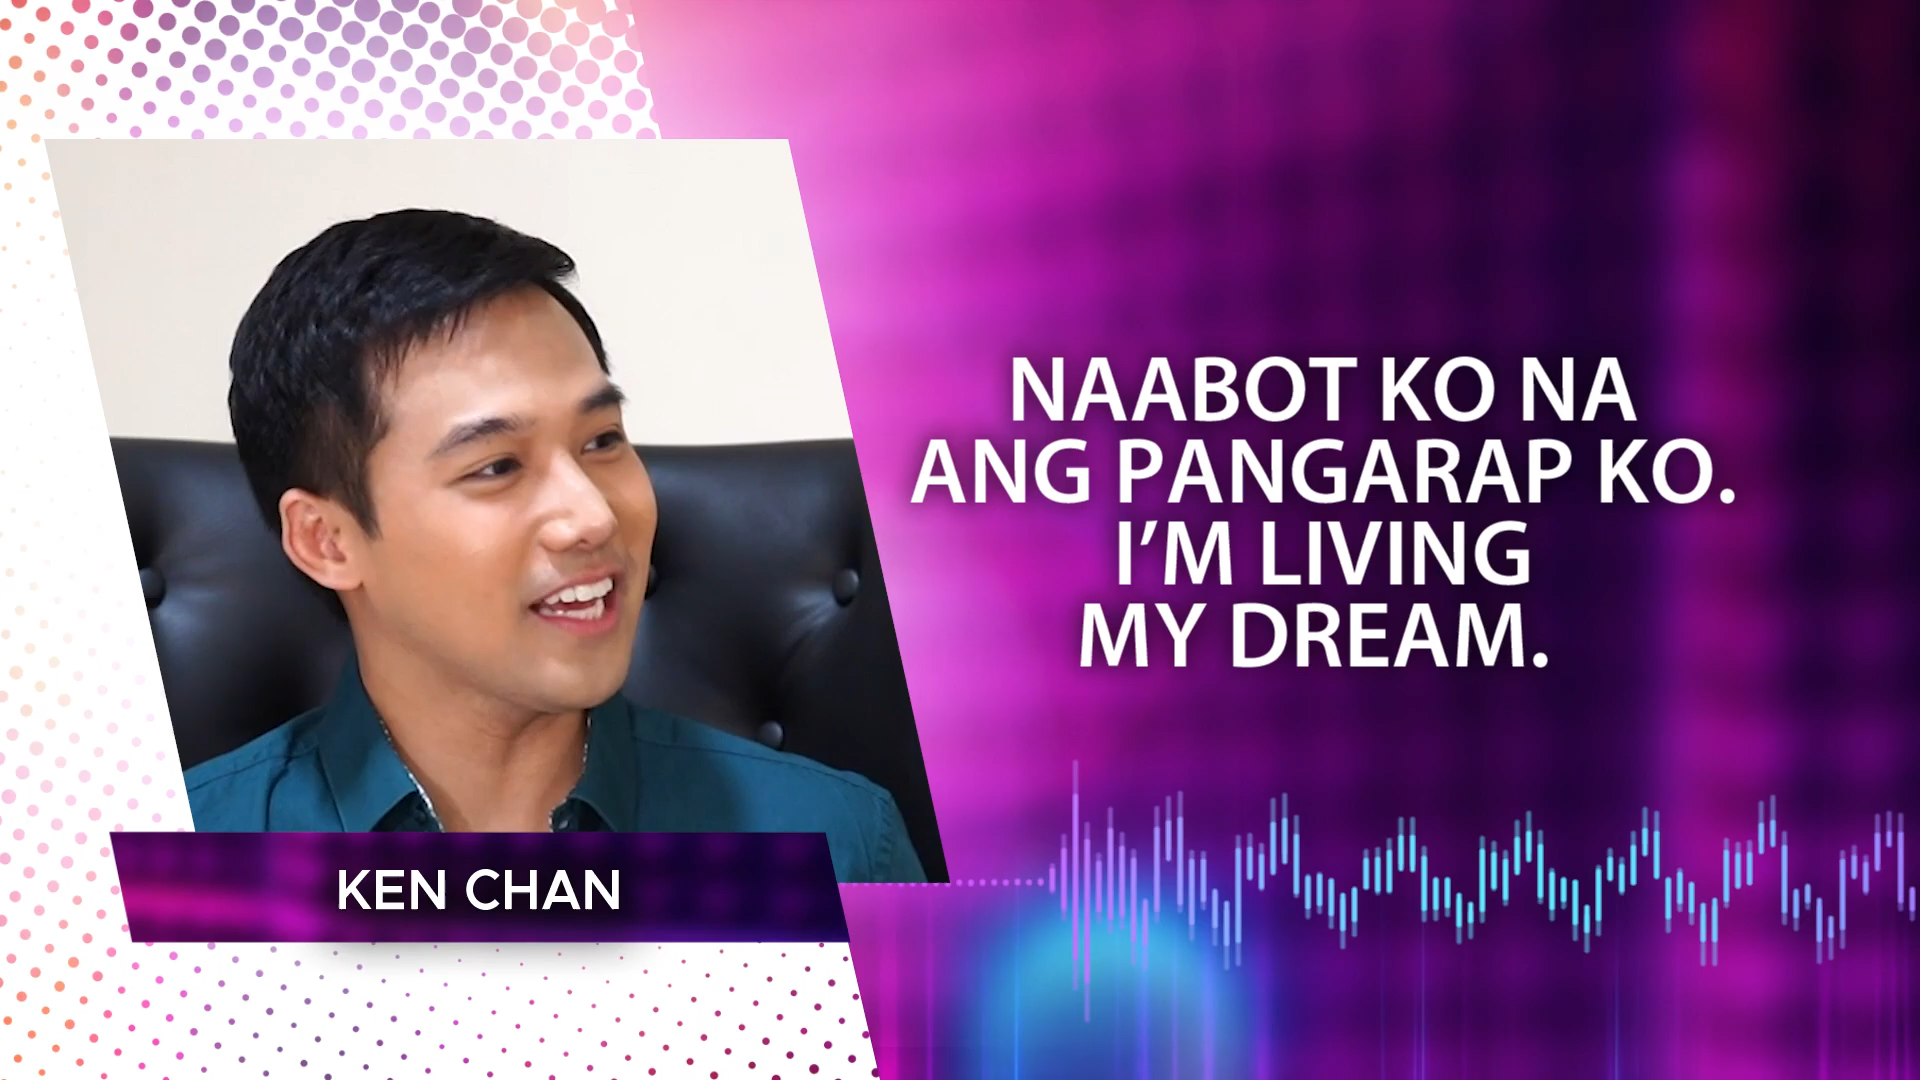 NAABOT KO NA
ANG PANGARAP KO.
I'M LIVING
MY DREAM.
KEN CHAN